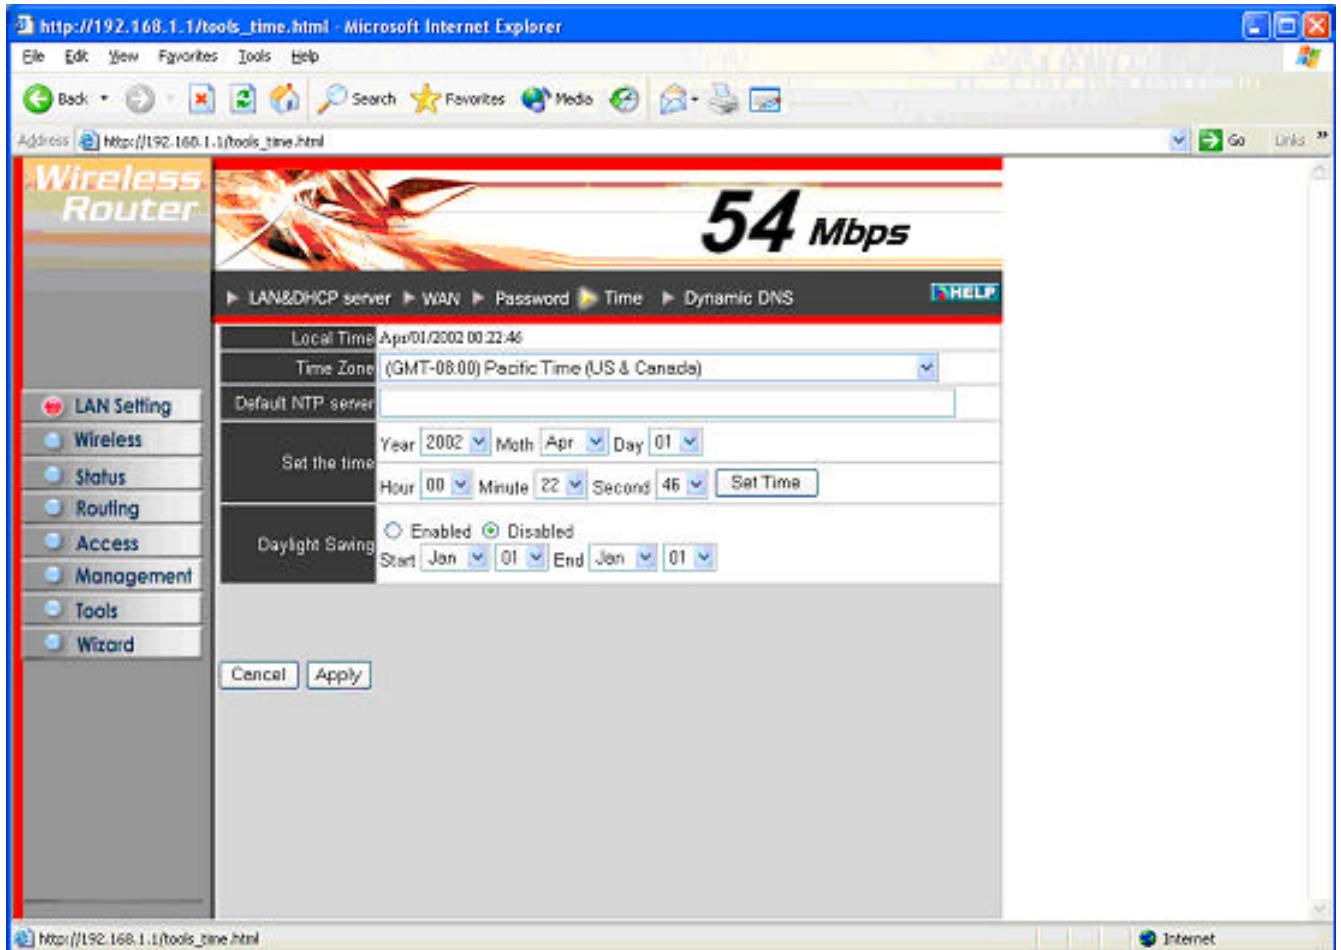 http://192.168.1.1/tools_time.html - Microsoft Internet Explorer
File Edit View Favorites Tools Help
Back Search Favorites Media
Address http://192.168.1.1/tools_time.html Go Links »
Wireless
Router
54 Mbps
LAN&DHCP server WAN Password Time Dynamic DNS HELP
Local Time Apr/01/2002 00:22:46
Time Zone (GMT-08:00) Pacific Time (US & Canada)
Default NTP server
Set the time
Year 2002 Moth Apr Day 01
Hour 00 Minute 22 Second 46 Set Time
Daylight Saving
Enabled Disabled
Start Jan 01 End Jan 01
Cancel Apply
LAN Setting
Wireless
Status
Routing
Access
Management
Tools
Wizard
http://192.168.1.1/tools_time.html Internet